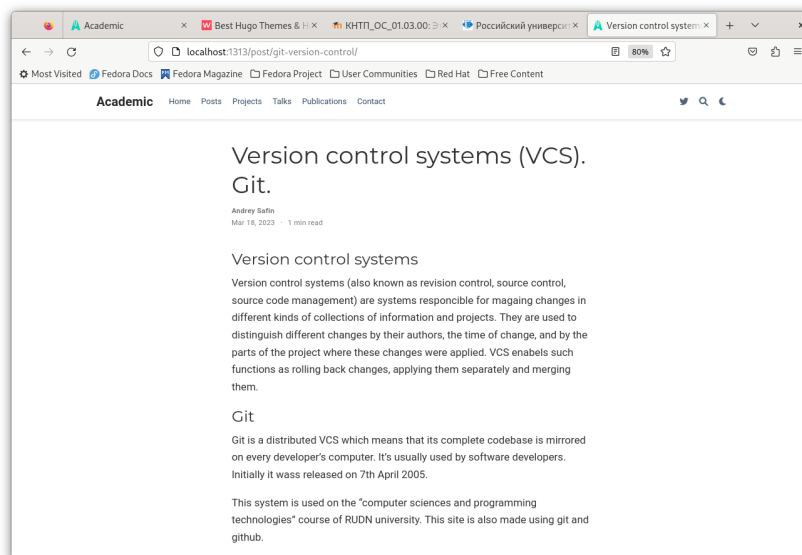 Academic
Best Hugo Themes & H
КНТП_ОС_01.03.00: Э
Российский университ
Version control system
localhost:1313/post/git-version-control/
80%
Most Visited Fedora Docs Fedora Magazine Fedora Project User Communities Red Hat Free Content
Academic Home Posts Projects Talks Publications Contact
Version control systems (VCS).
Git.
Andrey Safin
Mar 18, 2023 · 1 min read
Version control systems
Version control systems (also known as revision control, source control,
source code management) are systems responcible for magaing changes in
different kinds of collections of information and projects. They are used to
distinguish different changes by their authors, the time of change, and by the
parts of the project where these changes were applied. VCS enabels such
functions as rolling back changes, applying them separately and merging
them.
Git
Git is a distributed VCS which means that its complete codebase is mirrored
on every developer's computer. It's usually used by software developers.
Initially it wass released on 7th April 2005.
This system is used on the “computer sciences and programming
technologies” course of RUDN university. This site is also made using git and
github.